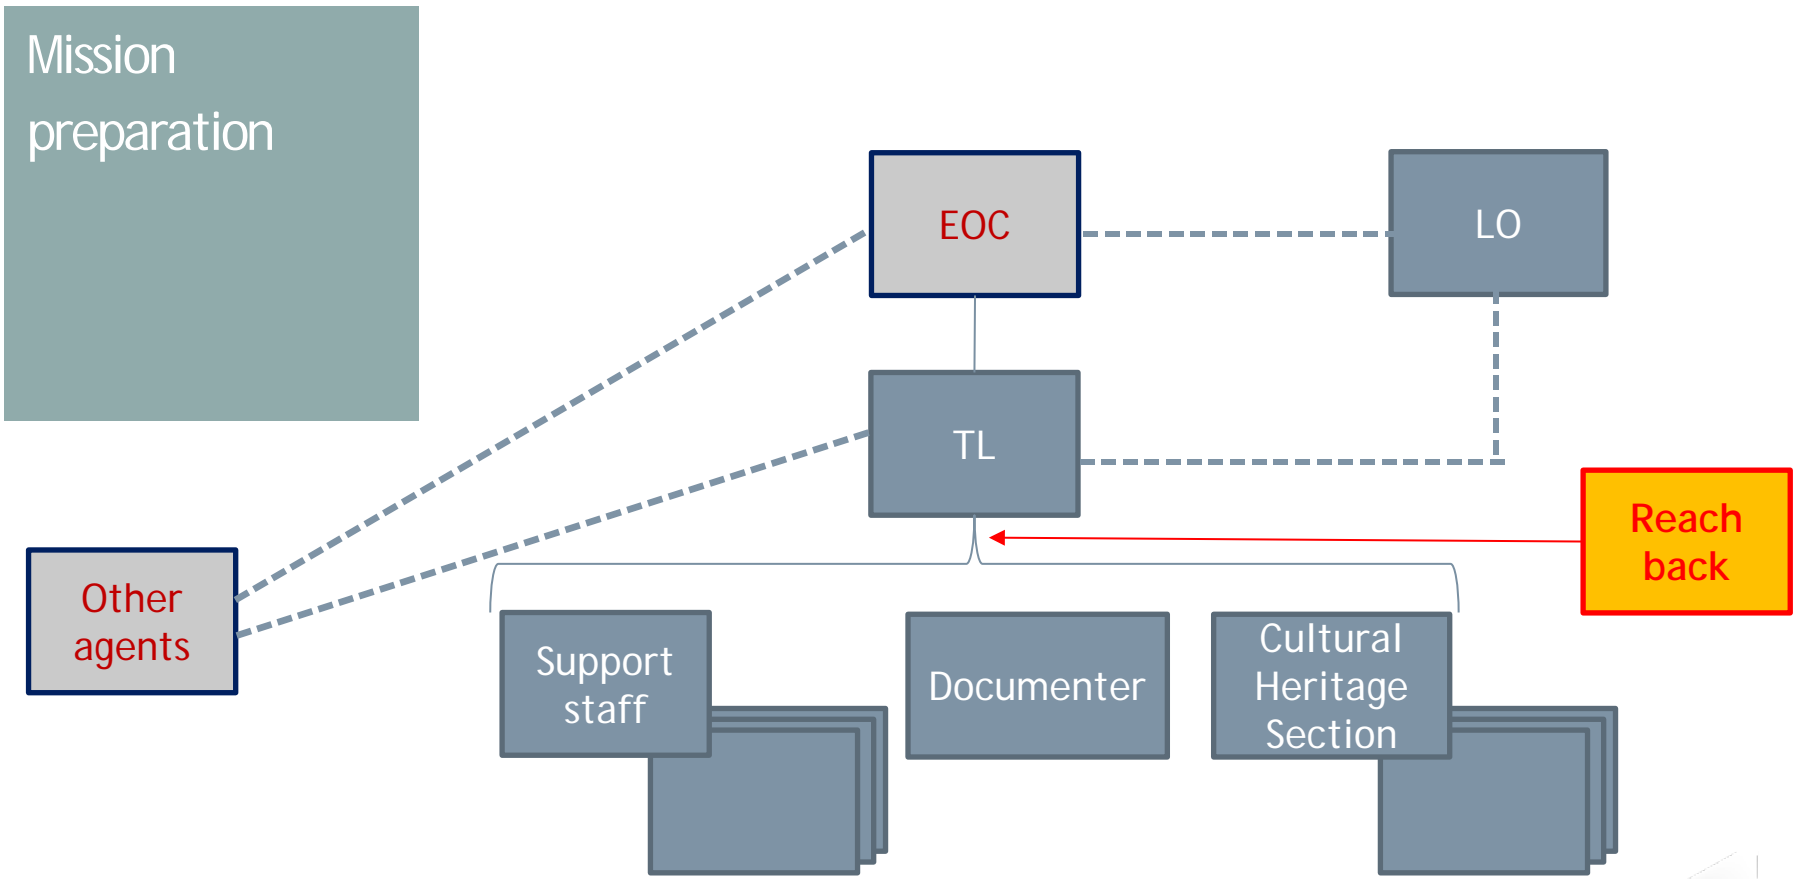 Mission
preparation
EOC
LO
TL
Reach
back
Other
agents
Support
staff
Documenter
Cultural
Heritage
Section